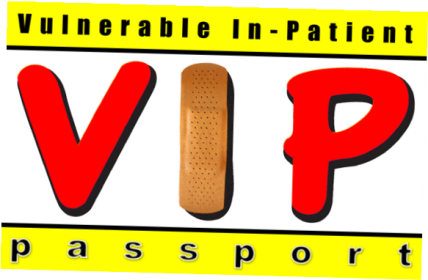 Vulnerable In-Patient
VIP
passport